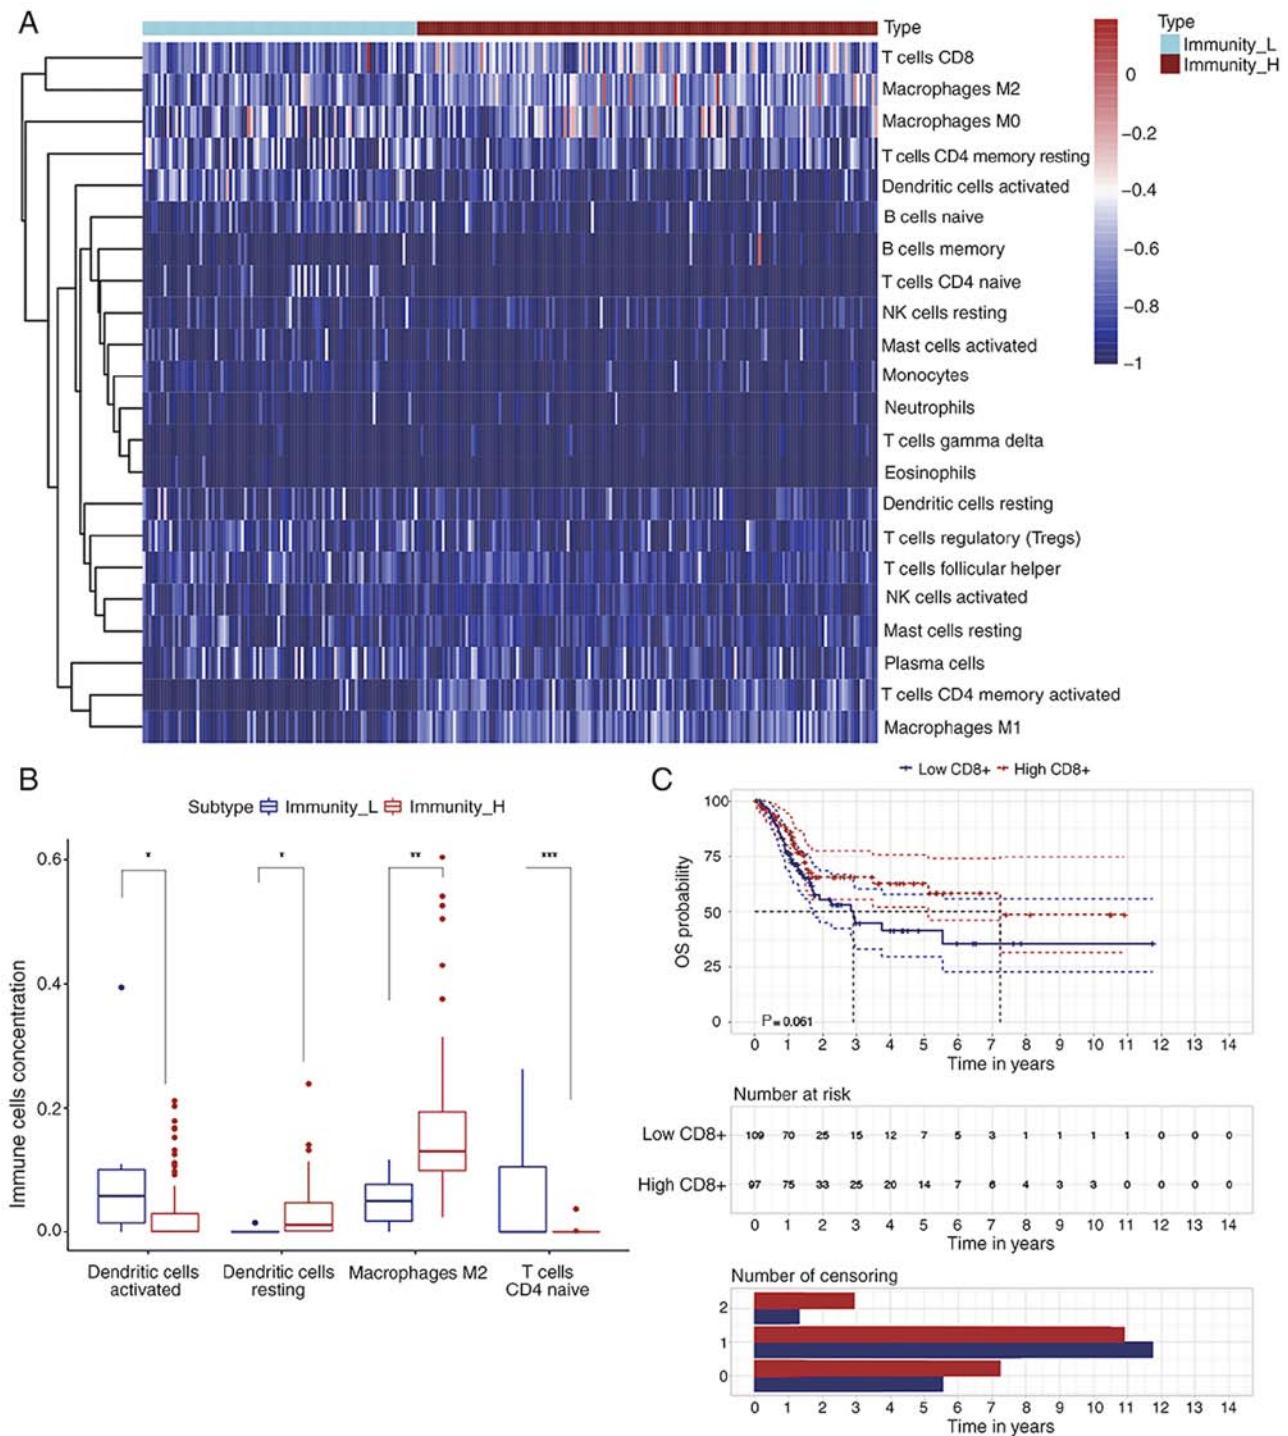 A
Type
T cells CD8
Macrophages M2
Macrophages M0
T cells CD4 memory resting
Dendritic cells activated
B cells naive
B cells memory
T cells CD4 naive
NK cells resting
Mast cells activated
Monocytes
Neutrophils
T cells gamma delta
Eosinophils
Dendritic cells resting
T cells regulatory (Tregs)
T cells follicular helper
NK cells activated
Mast cells resting
Plasma cells
T cells CD4 memory activated
Macrophages M1
0
−0.2
−0.4
−0.6
−0.8
−1
Type
Immunity_L
Immunity_H
B
Subtype Immunity_L Immunity_H
Immune cells concentration
0.6
0.4
0.2
0.0
* * ** ***
Dendritic cells activated
Dendritic cells resting
Macrophages M2
T cells CD4 naive
C
Low CD8+ High CD8+
OS probability
100
75
50
25
0
P = 0.061
0 1 2 3 4 5 6 7 8 9 10 11 12 13 14
Time in years
Number at risk
Low CD8+ 109 70 25 15 12 7 5 3 1 1 1 1 0 0 0
High CD8+ 97 75 33 25 20 14 7 6 4 3 3 0 0 0 0
0 1 2 3 4 5 6 7 8 9 10 11 12 13 14
Time in years
Number of censoring
2
1
0
0 1 2 3 4 5 6 7 8 9 10 11 12 13 14
Time in years